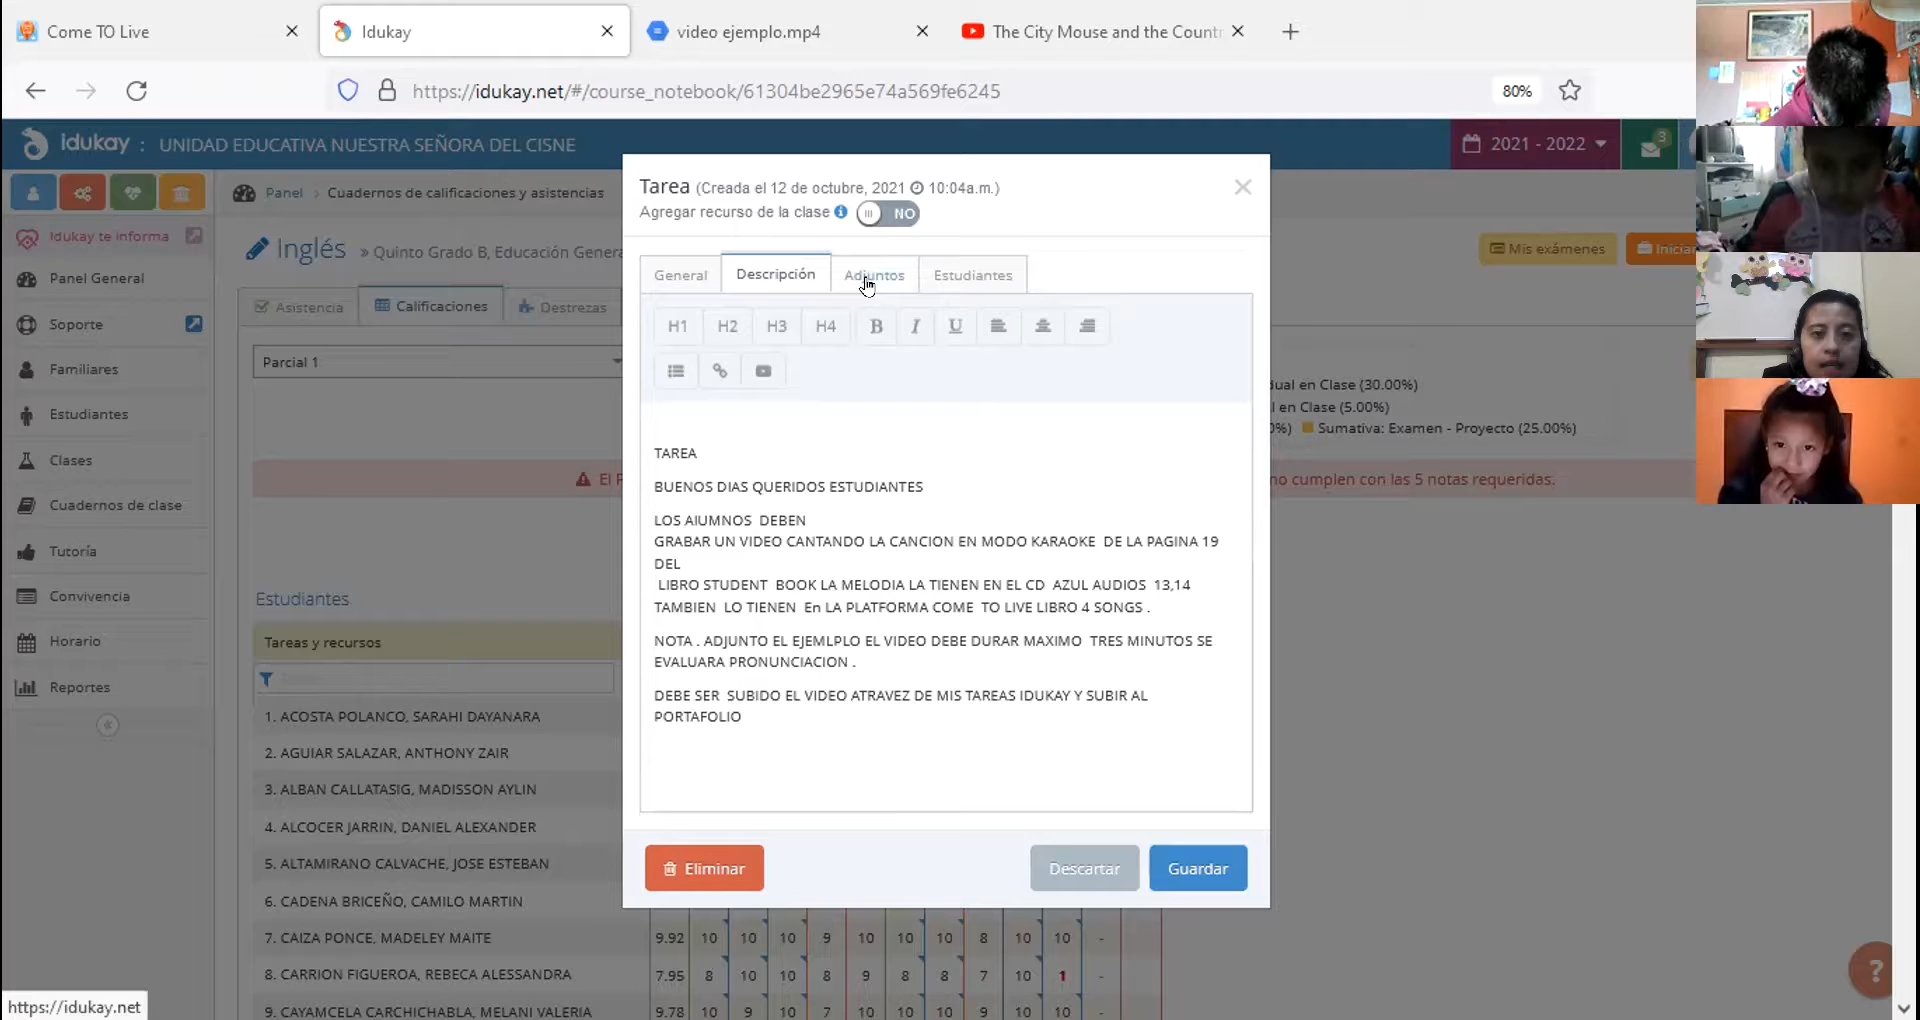 Come TO Live
Idukay
video ejemplo.mp4
The City Mouse and the Countr
https://idukay.net/#/course_notebook/61304be2965e74a569fe6245
80%
idukay : UNIDAD EDUCATIVA NUESTRA SEÑORA DEL CISNE
2021 - 2022
3
Panel > Cuadernos de calificaciones y asistencias
Idukay te informa
Panel General
Soporte
Familiares
Estudiantes
Clases
Cuadernos de clase
Tutoría
Convivencia
Horario
Reportes
Inglés » Quinto Grado B, Educación Genera
Mis exámenes
Iniciar
Asistencia
Calificaciones
Destrezas
Parcial 1
dual en Clase (30.00%)
l en Clase (5.00%)
0%) Sumativa: Examen - Proyecto (25.00%)
El P
no cumplen con las 5 notas requeridas.
Tarea (Creada el 12 de octubre, 2021 10:04a.m.)
Agregar recurso de la clase NO
General
Descripción
Adjuntos
Estudiantes
H1 H2 H3 H4 B I U
TAREA
BUENOS DIAS QUERIDOS ESTUDIANTES
LOS AlUMNOS DEBEN
GRABAR UN VIDEO CANTANDO LA CANCION EN MODO KARAOKE DE LA PAGINA 19
DEL
LIBRO STUDENT BOOK LA MELODIA LA TIENEN EN EL CD AZUL AUDIOS 13,14
TAMBIEN LO TIENEN En LA PLATFORMA COME TO LIVE LIBRO 4 SONGS .
NOTA . ADJUNTO EL EJEMLPLO EL VIDEO DEBE DURAR MAXIMO TRES MINUTOS SE
EVALUARA PRONUNCIACION .
DEBE SER SUBIDO EL VIDEO ATRAVEZ DE MIS TAREAS IDUKAY Y SUBIR AL
PORTAFOLIO
Eliminar
Descartar
Guardar
Estudiantes
Tareas y recursos
1. ACOSTA POLANCO, SARAHI DAYANARA
2. AGUIAR SALAZAR, ANTHONY ZAIR
3. ALBAN CALLATASIG, MADISSON AYLIN
4. ALCOCER JARRIN, DANIEL ALEXANDER
5. ALTAMIRANO CALVACHE, JOSE ESTEBAN
6. CADENA BRICEÑO, CAMILO MARTIN
7. CAIZA PONCE, MADELEY MAITE 9.92 10 10 10 9 10 10 10 8 10 10 -
8. CARRION FIGUEROA, REBECA ALESSANDRA 7.95 8 10 10 8 9 8 8 7 10 1 -
9. CAYAMCELA CARCHICHABLA, MELANI VALERIA 9.78 10 9 10 7 10 10 10 9 10 10 -
?
https://idukay.net